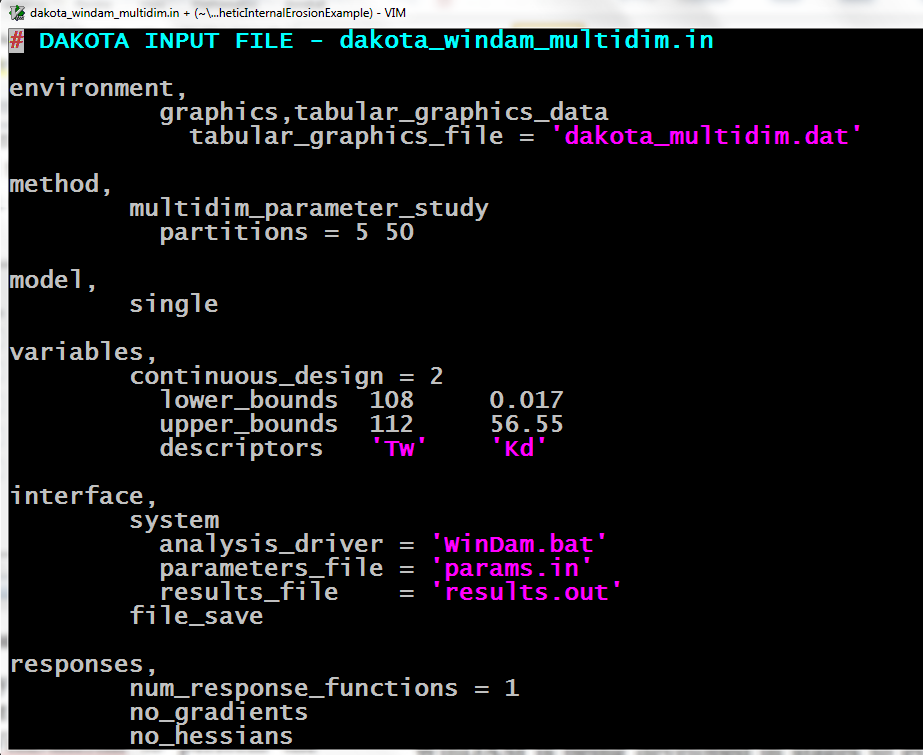 dakota_windam_multidim.in + (~\...heticInternalErosionExample) - VIM
# DAKOTA INPUT FILE - dakota_windam_multidim.in
environment,
graphics,tabular_graphics_data
tabular_graphics_file = 'dakota_multidim.dat'
method,
multidim_parameter_study
partitions = 5 50
model,
single
variables,
continuous_design = 2
lower_bounds 108 0.017
upper_bounds 112 56.55
descriptors 'Tw' 'Kd'
interface,
system
analysis_driver = 'WinDam.bat'
parameters_file = 'params.in'
results_file = 'results.out'
file_save
responses,
num_response_functions = 1
no_gradients
no_hessians